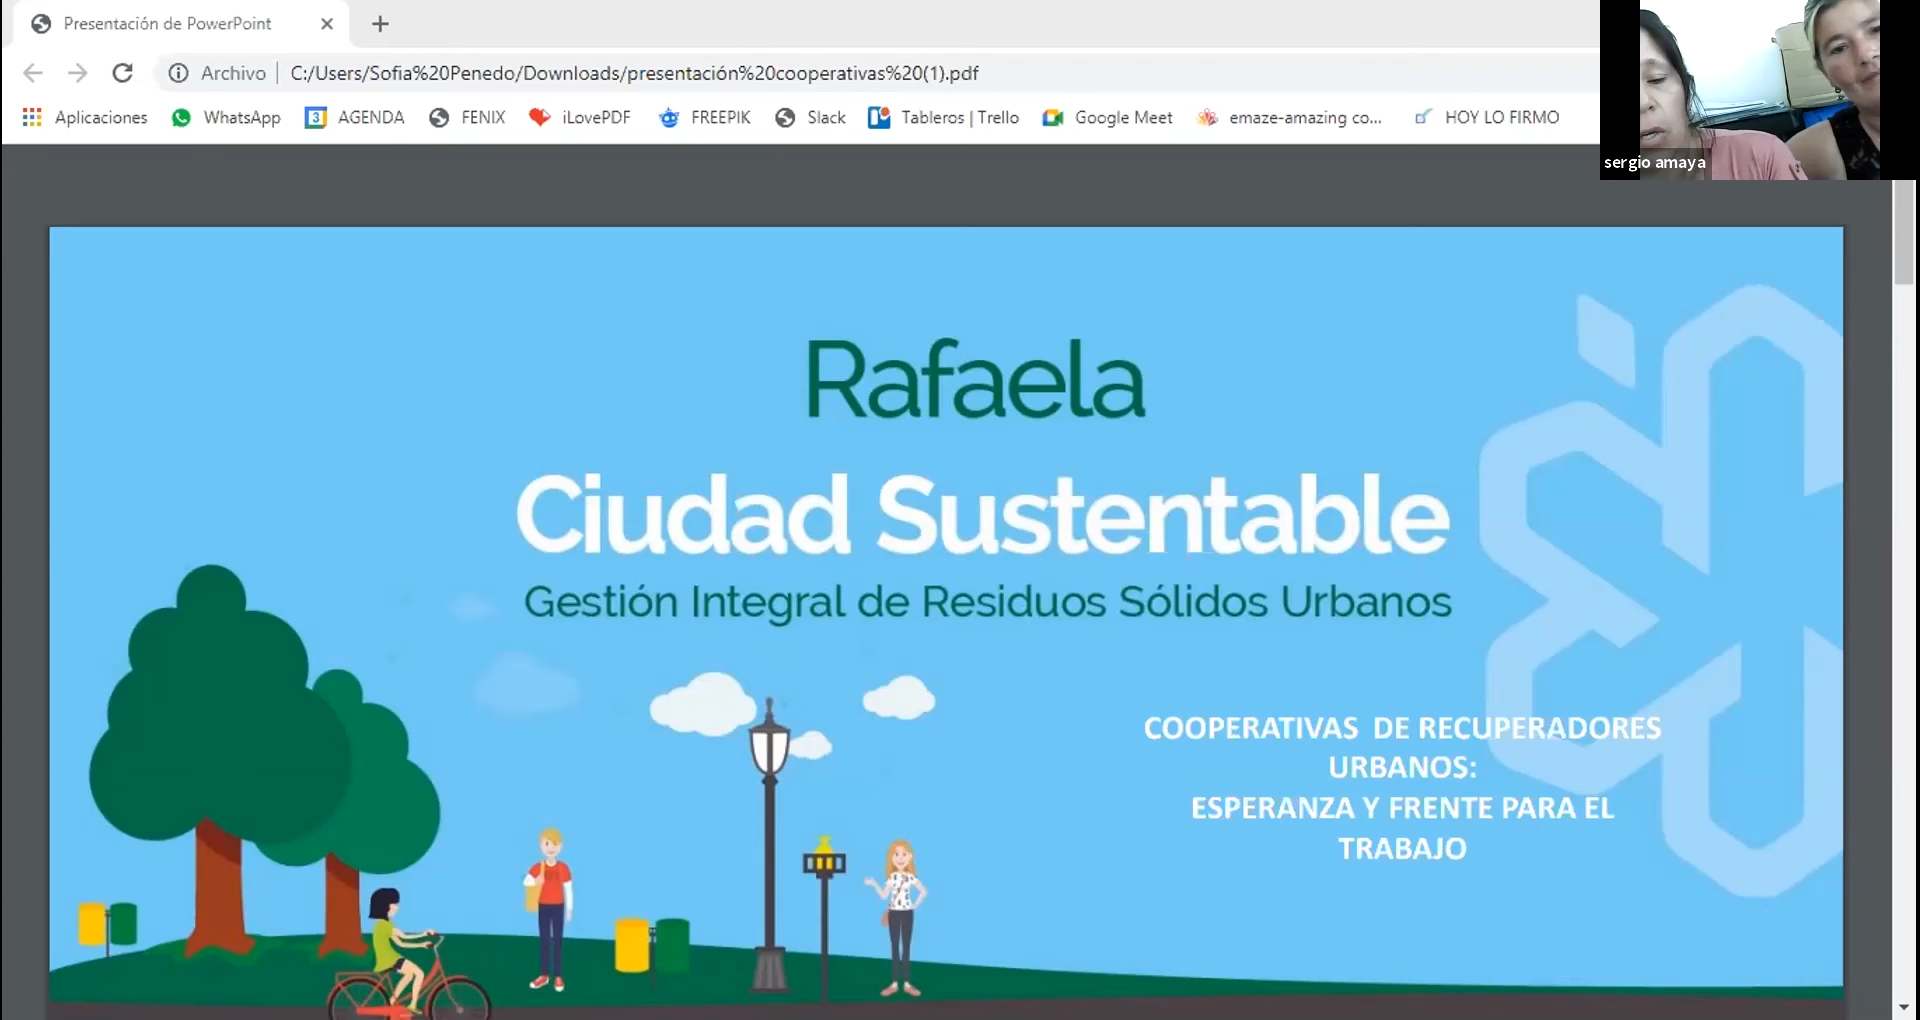 Presentación de PowerPoint
Archivo C:/Users/Sofia%20Penedo/Downloads/presentación%20cooperativas%20(1).pdf
Aplicaciones WhatsApp 3 AGENDA FENIX iLovePDF FREEPIK Slack Tableros | Trello Google Meet emaze-amazing co... HOY LO FIRMO
sergio amaya
Rafaela
Ciudad Sustentable
Gestión Integral de Residuos Sólidos Urbanos
COOPERATIVAS DE RECUPERADORES
URBANOS:
ESPERANZA Y FRENTE PARA EL
TRABAJO